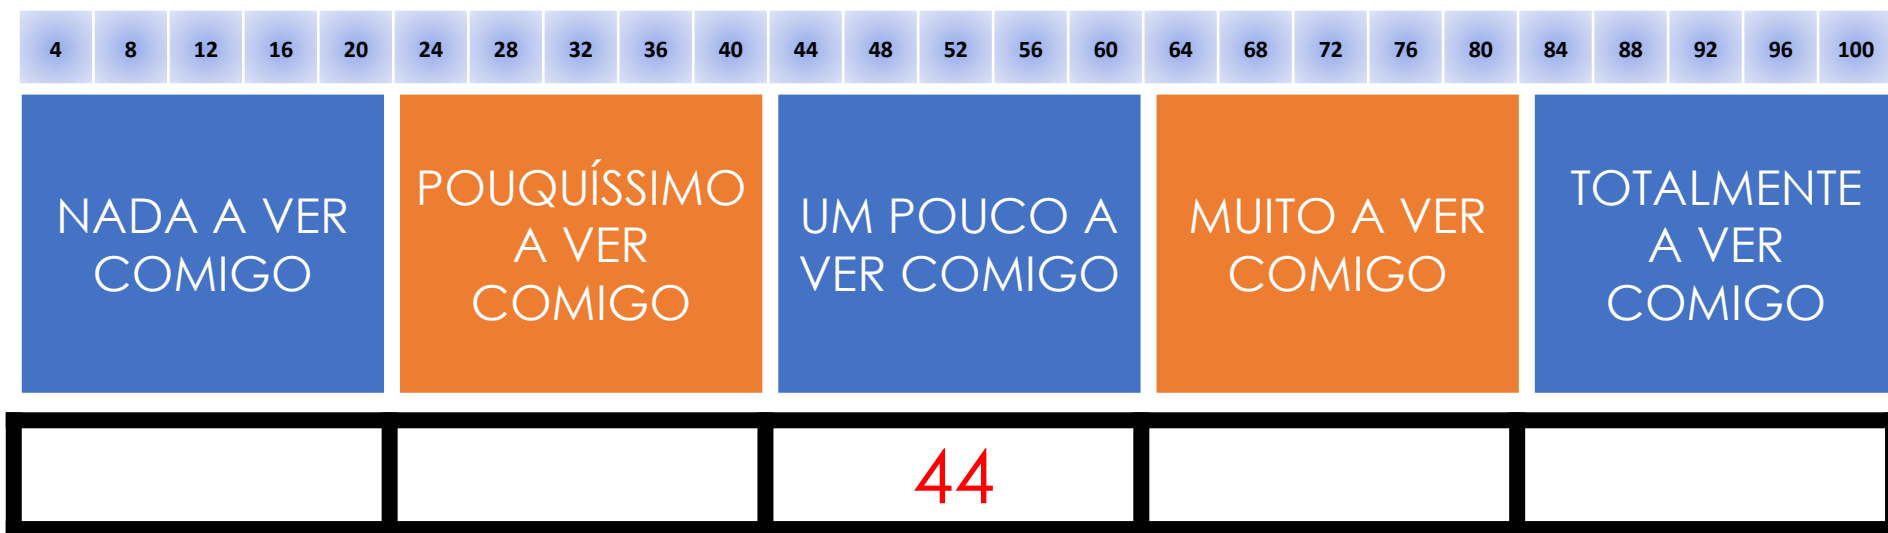 4 8 12 16 20 24 28 32 36 40 44 48 52 56 60 64 68 72 76 80 84 88 92 96 100
NADA A VER
COMIGO
POUQUÍSSIMO
A VER
COMIGO
UM POUCO A
VER COMIGO
MUITO A VER
COMIGO
TOTALMENTE
A VER
COMIGO
44